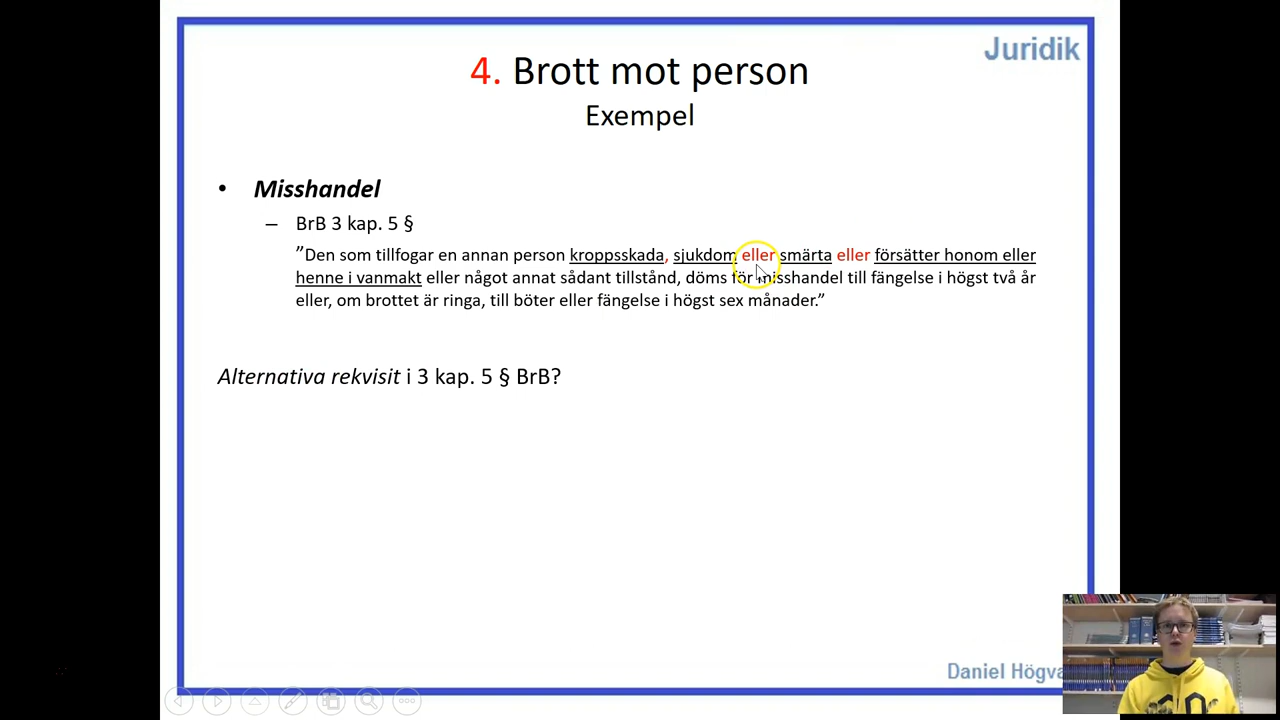 Juridik
4. Brott mot person
Exempel
• Misshandel
– BrB 3 kap. 5 §
”Den som tillfogar en annan person kroppsskada, sjukdom eller smärta eller försätter honom eller
henne i vanmakt eller något annat sådant tillstånd, döms för misshandel till fängelse i högst två år
eller, om brottet är ringa, till böter eller fängelse i högst sex månader.”
Alternativa rekvisit i 3 kap. 5 § BrB?
Daniel